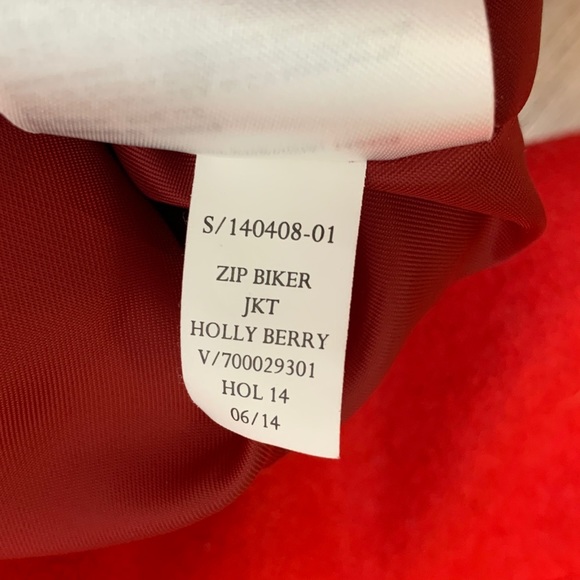 S/140408-01
ZIP BIKER
JKT
HOLLY BERRY
V/700029301
HOL 14
06/14